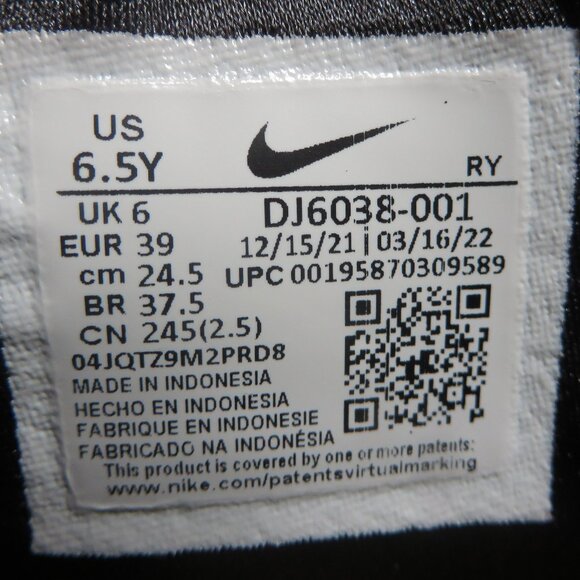 US
6.5Y
RY
UK 6
DJ6038-001
EUR 39
12/15/21 | 03/16/22
cm 24.5
UPC 00195870309589
BR 37.5
CN 245(2.5)
04JQTZ9M2PRD8
MADE IN INDONESIA
HECHO EN INDONESIA
FABRIQUE EN INDONESIE
FABRICADO NA INDONÉSIA
This product is covered by one or more patents:
www.nike.com/patentsvirtualmarking